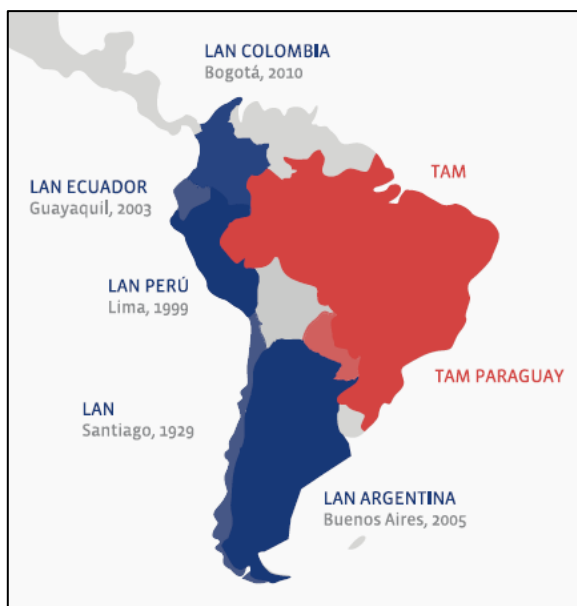 LAN COLOMBIA
Bogotá, 2010
TAM
LAN ECUADOR
Guayaquil, 2003
LAN PERÚ
Lima, 1999
TAM PARAGUAY
LAN
Santiago, 1929
LAN ARGENTINA
Buenos Aires, 2005